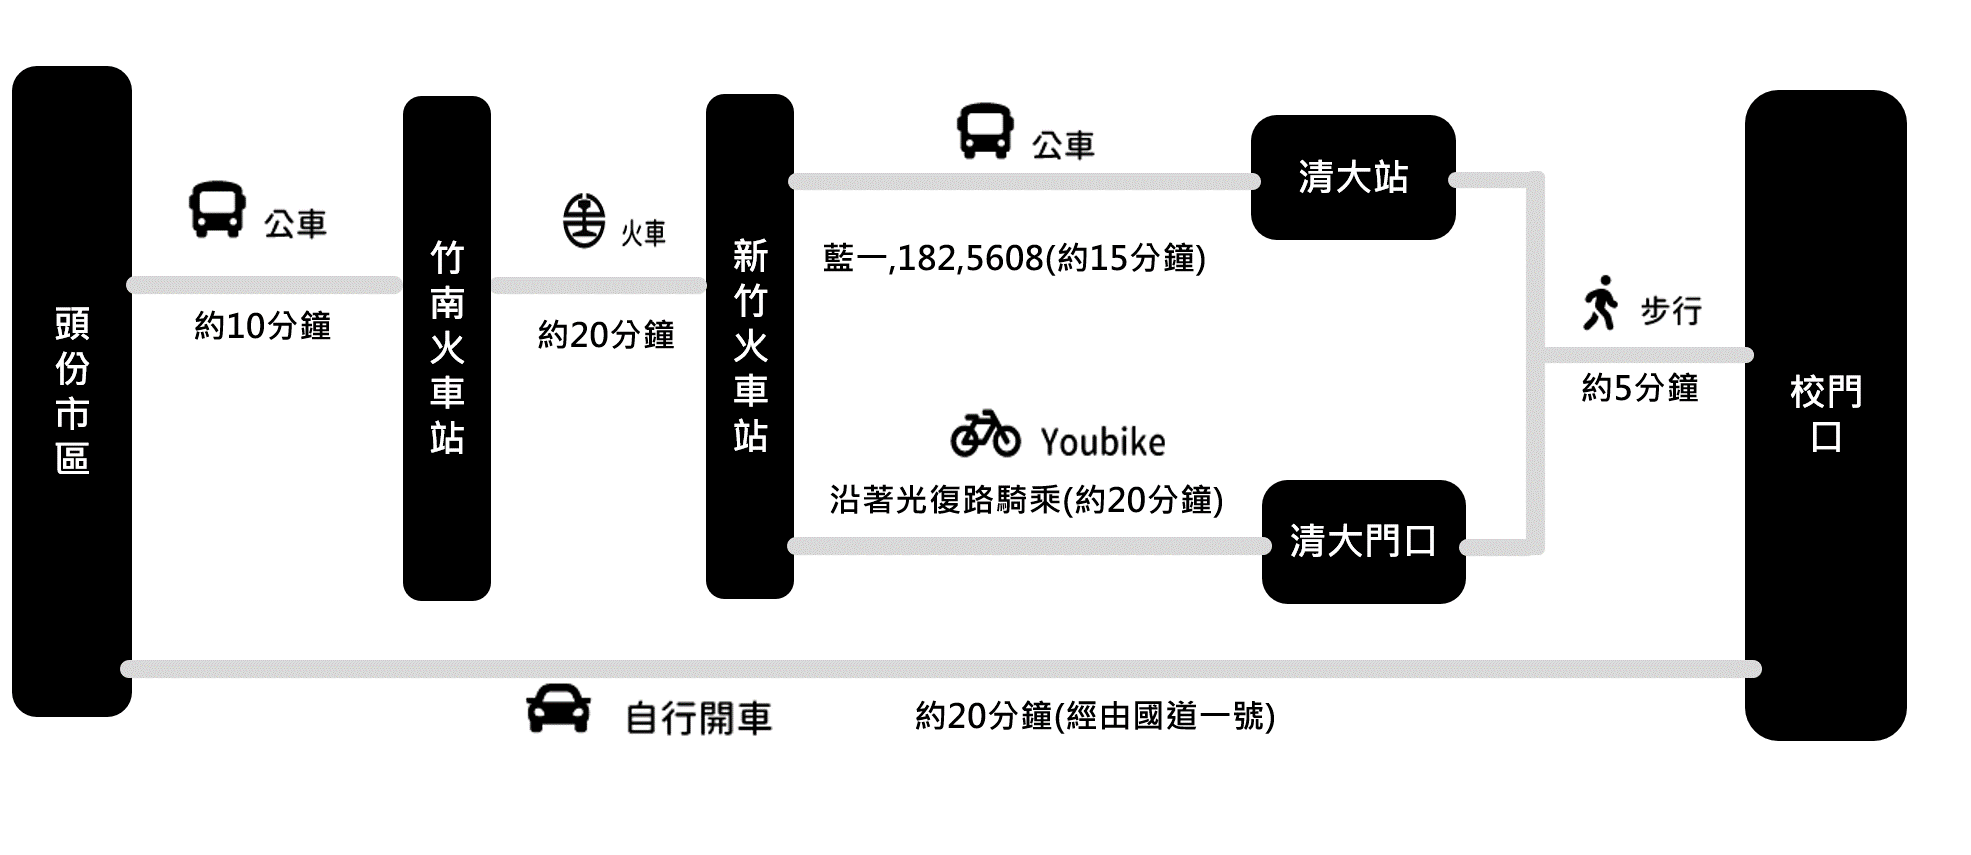 頭份市區
公車
約10分鐘
竹南火車站
火車
約20分鐘
新竹火車站
公車
藍一,182,5608(約15分鐘)
清大站
Youbike
沿著光復路騎乘(約20分鐘)
清大門口
步行
約5分鐘
校門
口
自行開車
約20分鐘(經由國道一號)